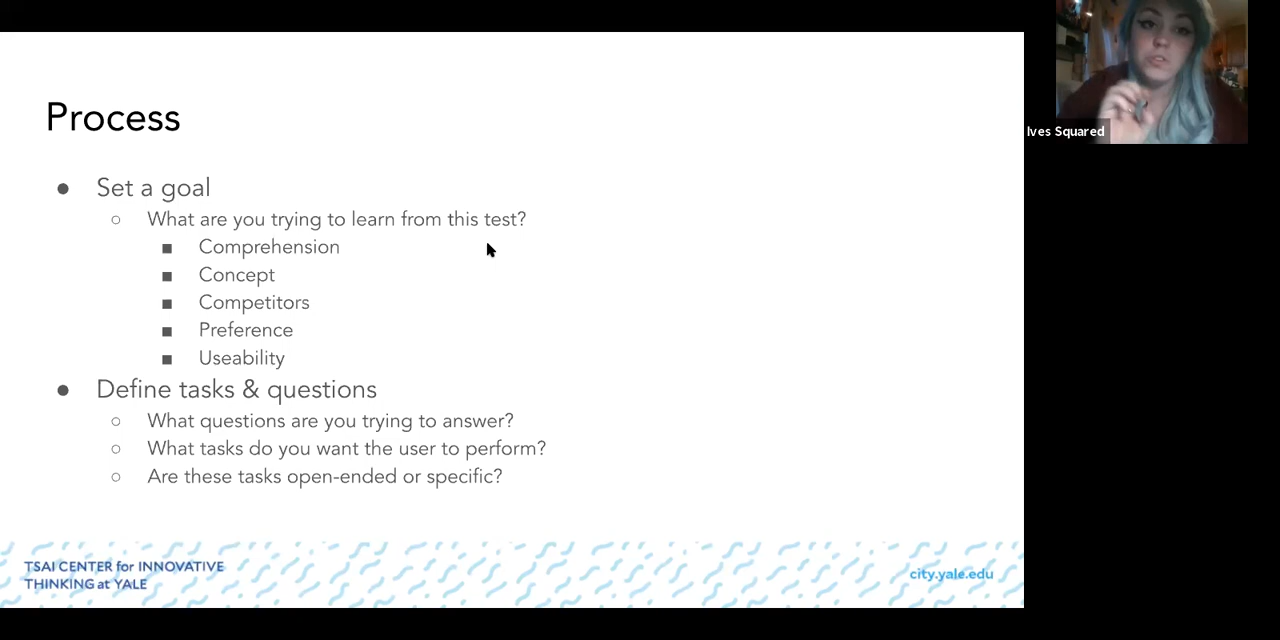 Process
● Set a goal
○ What are you trying to learn from this test?
■ Comprehension
■ Concept
■ Competitors
■ Preference
■ Useability
● Define tasks & questions
○ What questions are you trying to answer?
○ What tasks do you want the user to perform?
○ Are these tasks open-ended or specific?
TSAI CENTER for INNOVATIVE
THINKING at YALE
city.yale.edu
Ives Squared